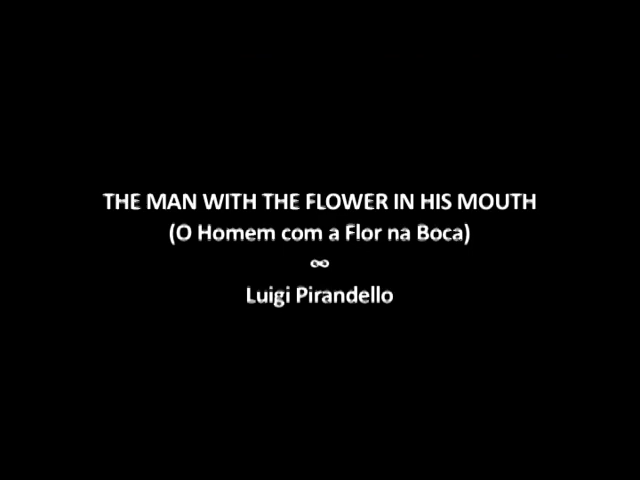 THE MAN WITH THE FLOWER IN HIS MOUTH
(O Homem com a Flor na Boca)
∞
Luigi Pirandello